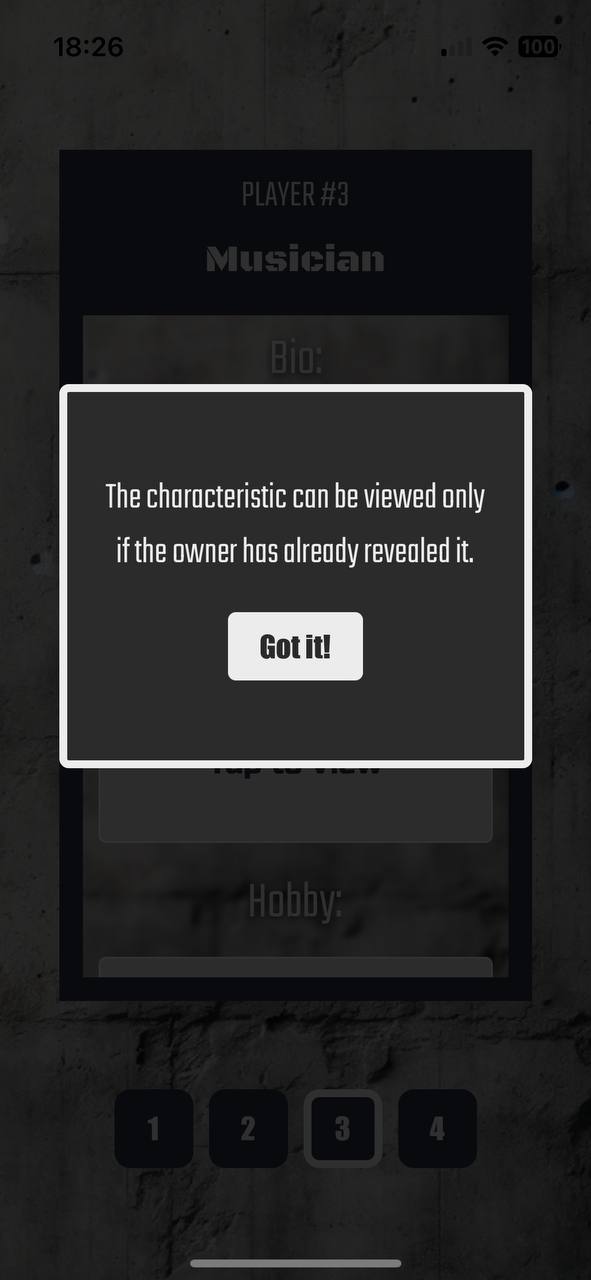 18:26
100
PLAYER #3
Musician
Bio:
The characteristic can be viewed only
if the owner has already revealed it.
Got it!
Tap to view
Hobby:
1 2 3 4